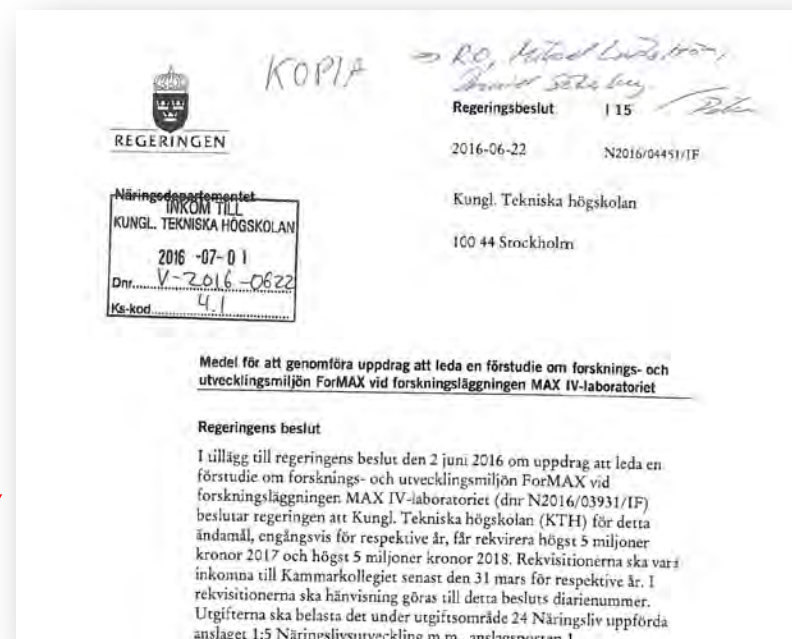 KOPIA
⇒ RO,
REGERINGEN
Regeringsbeslut I 15
2016-06-22 N2016/04451/IF
Näringsdepartementet
INKOM TILL
KUNGL. TEKNISKA HÖGSKOLAN
2016 -07- 0 1
Dnr. V-2016-0622
Ks-kod 4.1
Kungl. Tekniska högskolan
100 44 Stockholm
Medel för att genomföra uppdrag att leda en förstudie om forsknings- och
utvecklingsmiljön ForMAX vid forskningsläggningen MAX IV-laboratoriet
Regeringens beslut
I tillägg till regeringens beslut den 2 juni 2016 om uppdrag att leda en
förstudie om forsknings- och utvecklingsmiljön ForMAX vid
forskningsläggningen MAX IV-laboratoriet (dnr N2016/03931/IF)
beslutar regeringen att Kungl. Tekniska högskolan (KTH) för detta
ändamål, engångsvis för respektive år, får rekvirera högst 5 miljoner
kronor 2017 och högst 5 miljoner kronor 2018. Rekvisitionerna ska vara
inkomna till Kammarkollegiet senast den 31 mars för respektive år. I
rekvisitionerna ska hänvisning göras till detta besluts diarienummer.
Utgifterna ska belasta det under utgiftsområde 24 Näringsliv uppförda
anslaget 1:5 Näringslivsutveckling m.m., anslagsposten 1